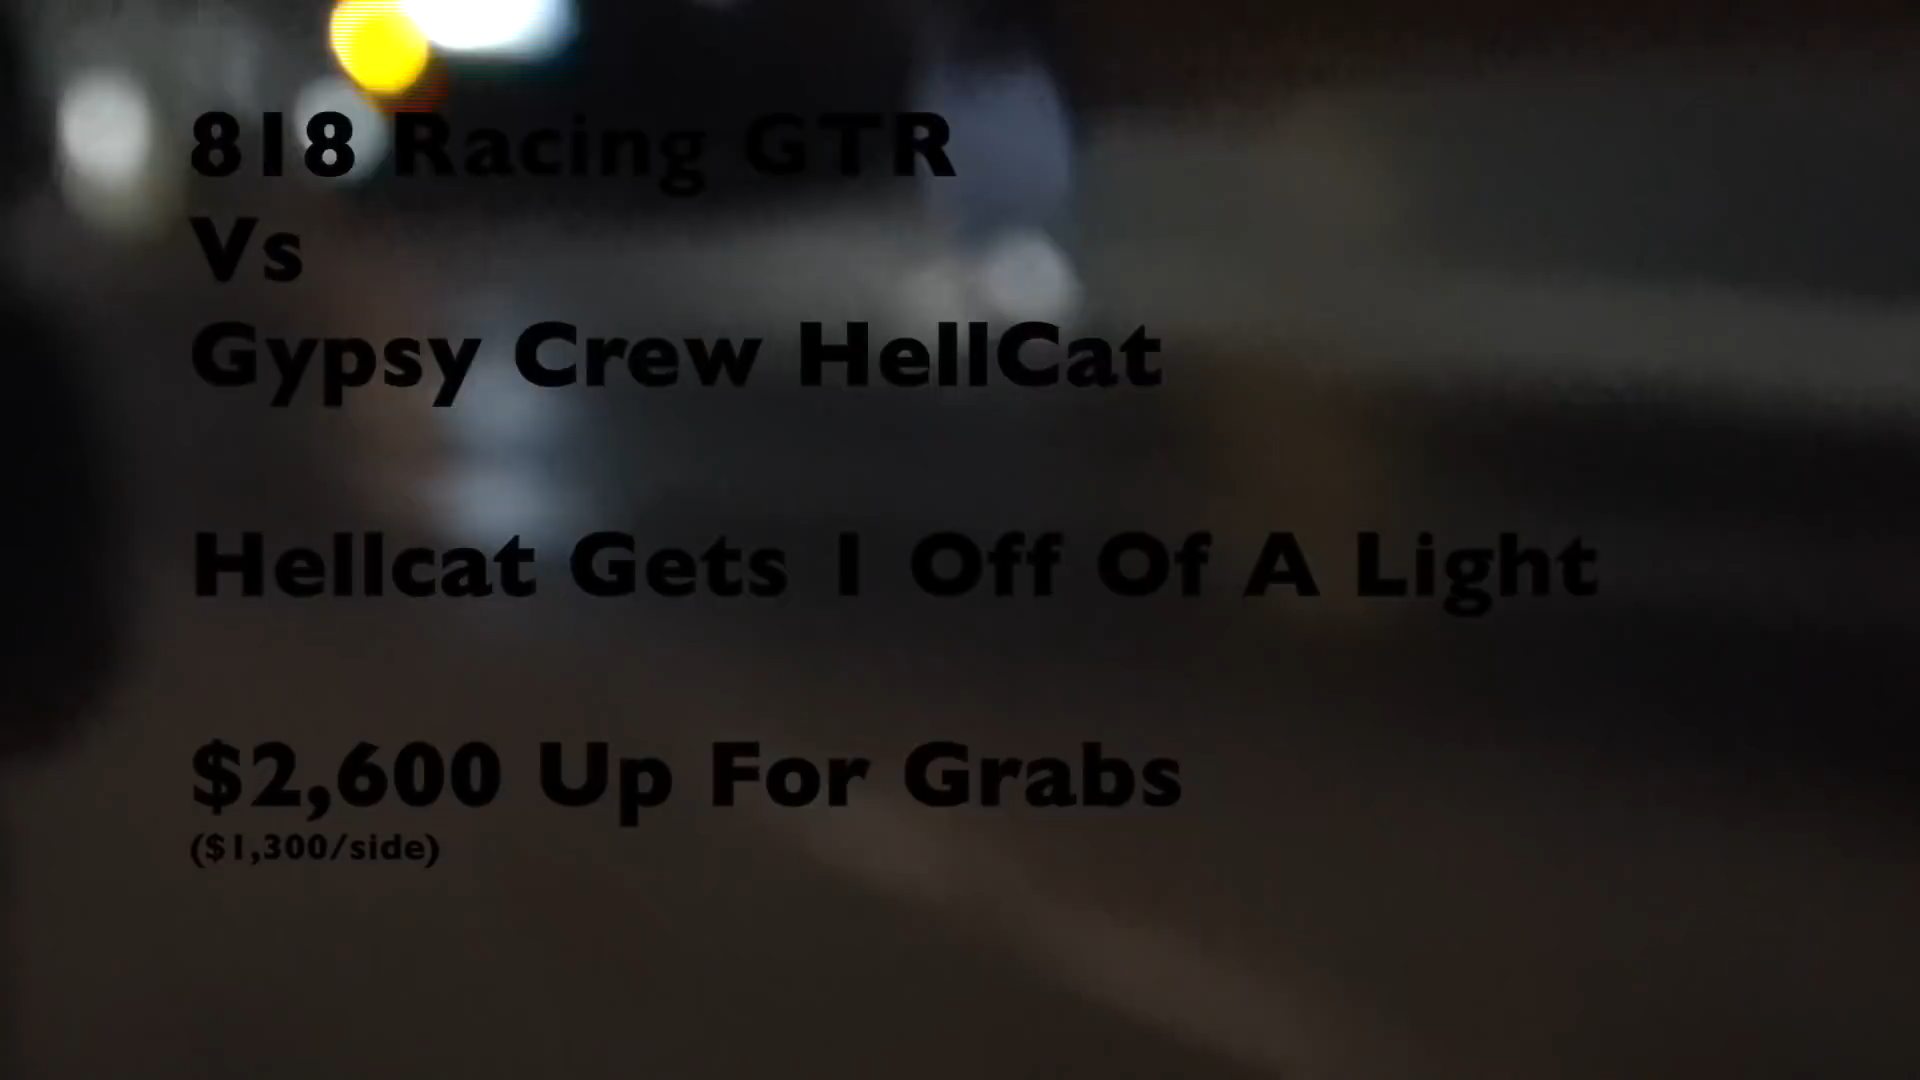 818 Racing GTR
Vs
Gypsy Crew HellCat
Hellcat Gets 1 Off Of A Light
$2,600 Up For Grabs
($1,300/side)